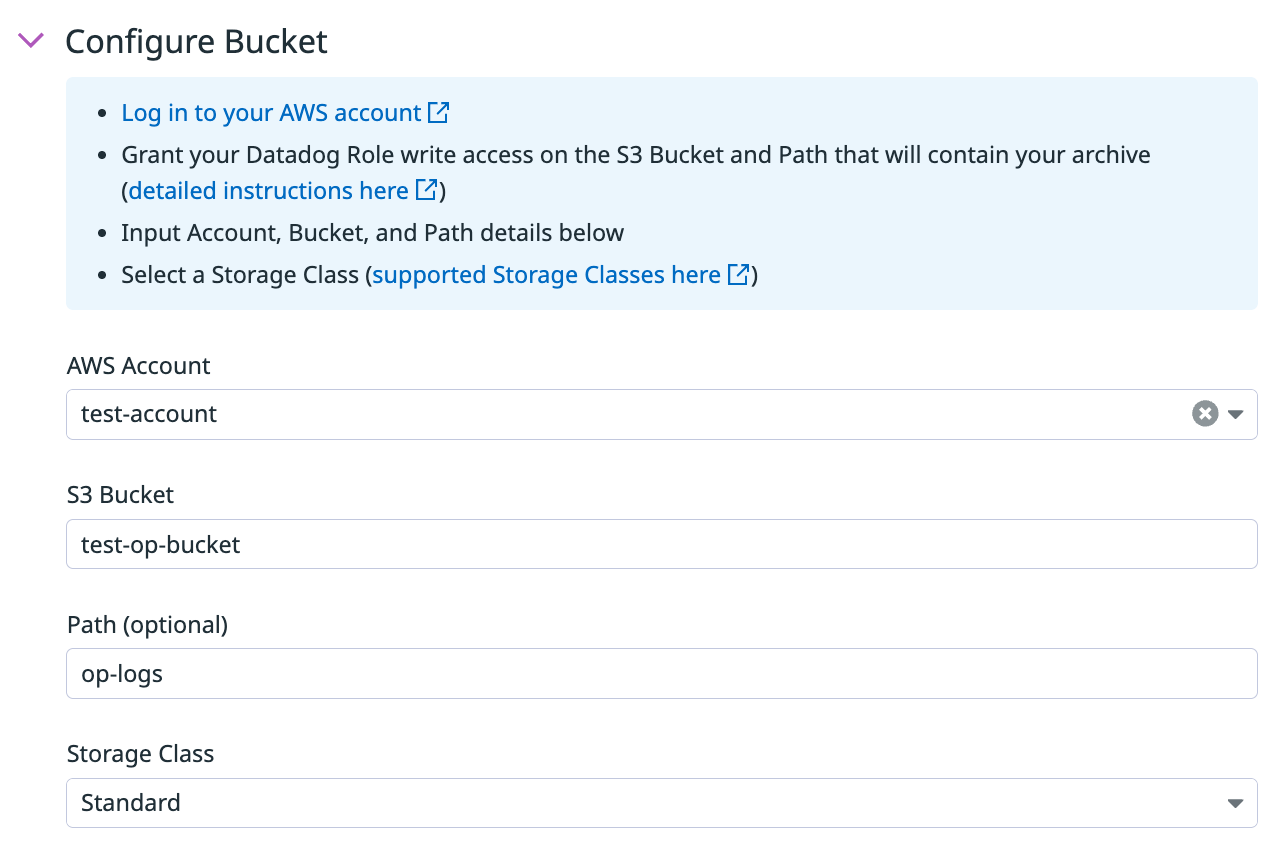 Configure Bucket
• Log in to your AWS account
• Grant your Datadog Role write access on the S3 Bucket and Path that will contain your archive
(detailed instructions here)
• Input Account, Bucket, and Path details below
• Select a Storage Class (supported Storage Classes here)
AWS Account
test-account
S3 Bucket
test-op-bucket
Path (optional)
op-logs
Storage Class
Standard